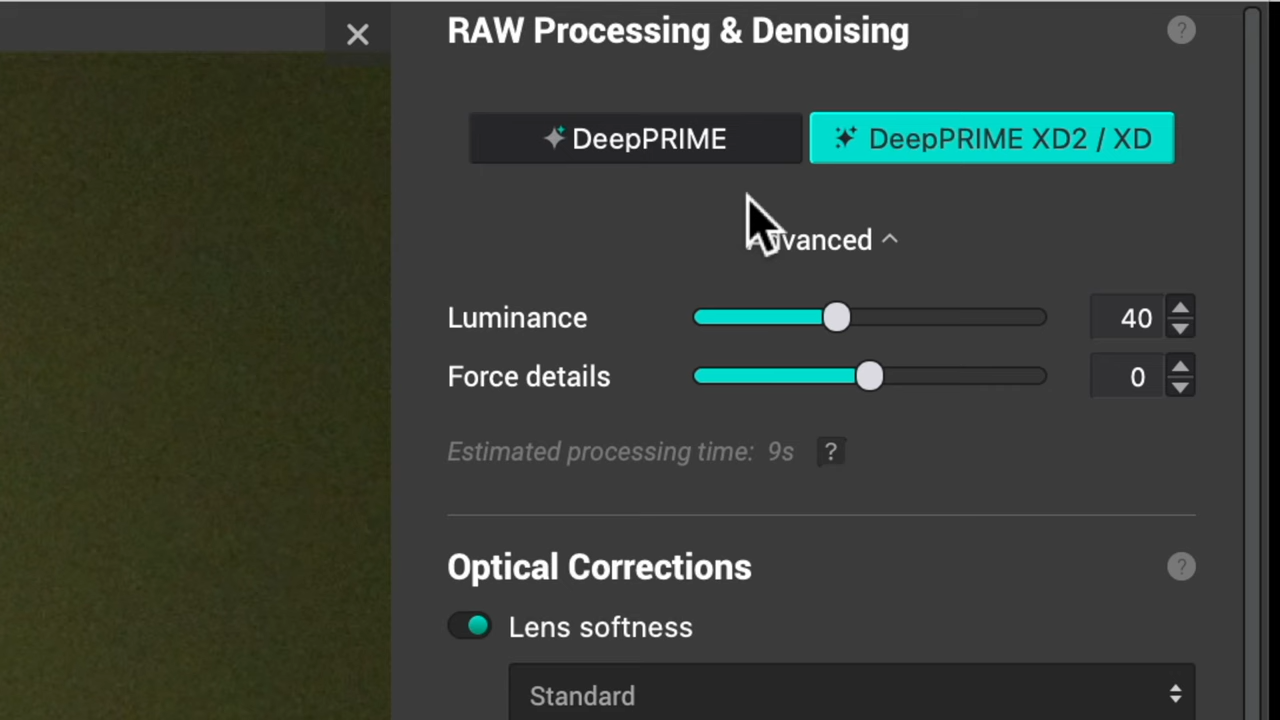 RAW Processing & Denoising
?
DeepPRIME
DeepPRIME XD2 / XD
Advanced
Luminance
40
Force details
0
Estimated processing time: 9s
?
Optical Corrections
?
Lens softness
Standard